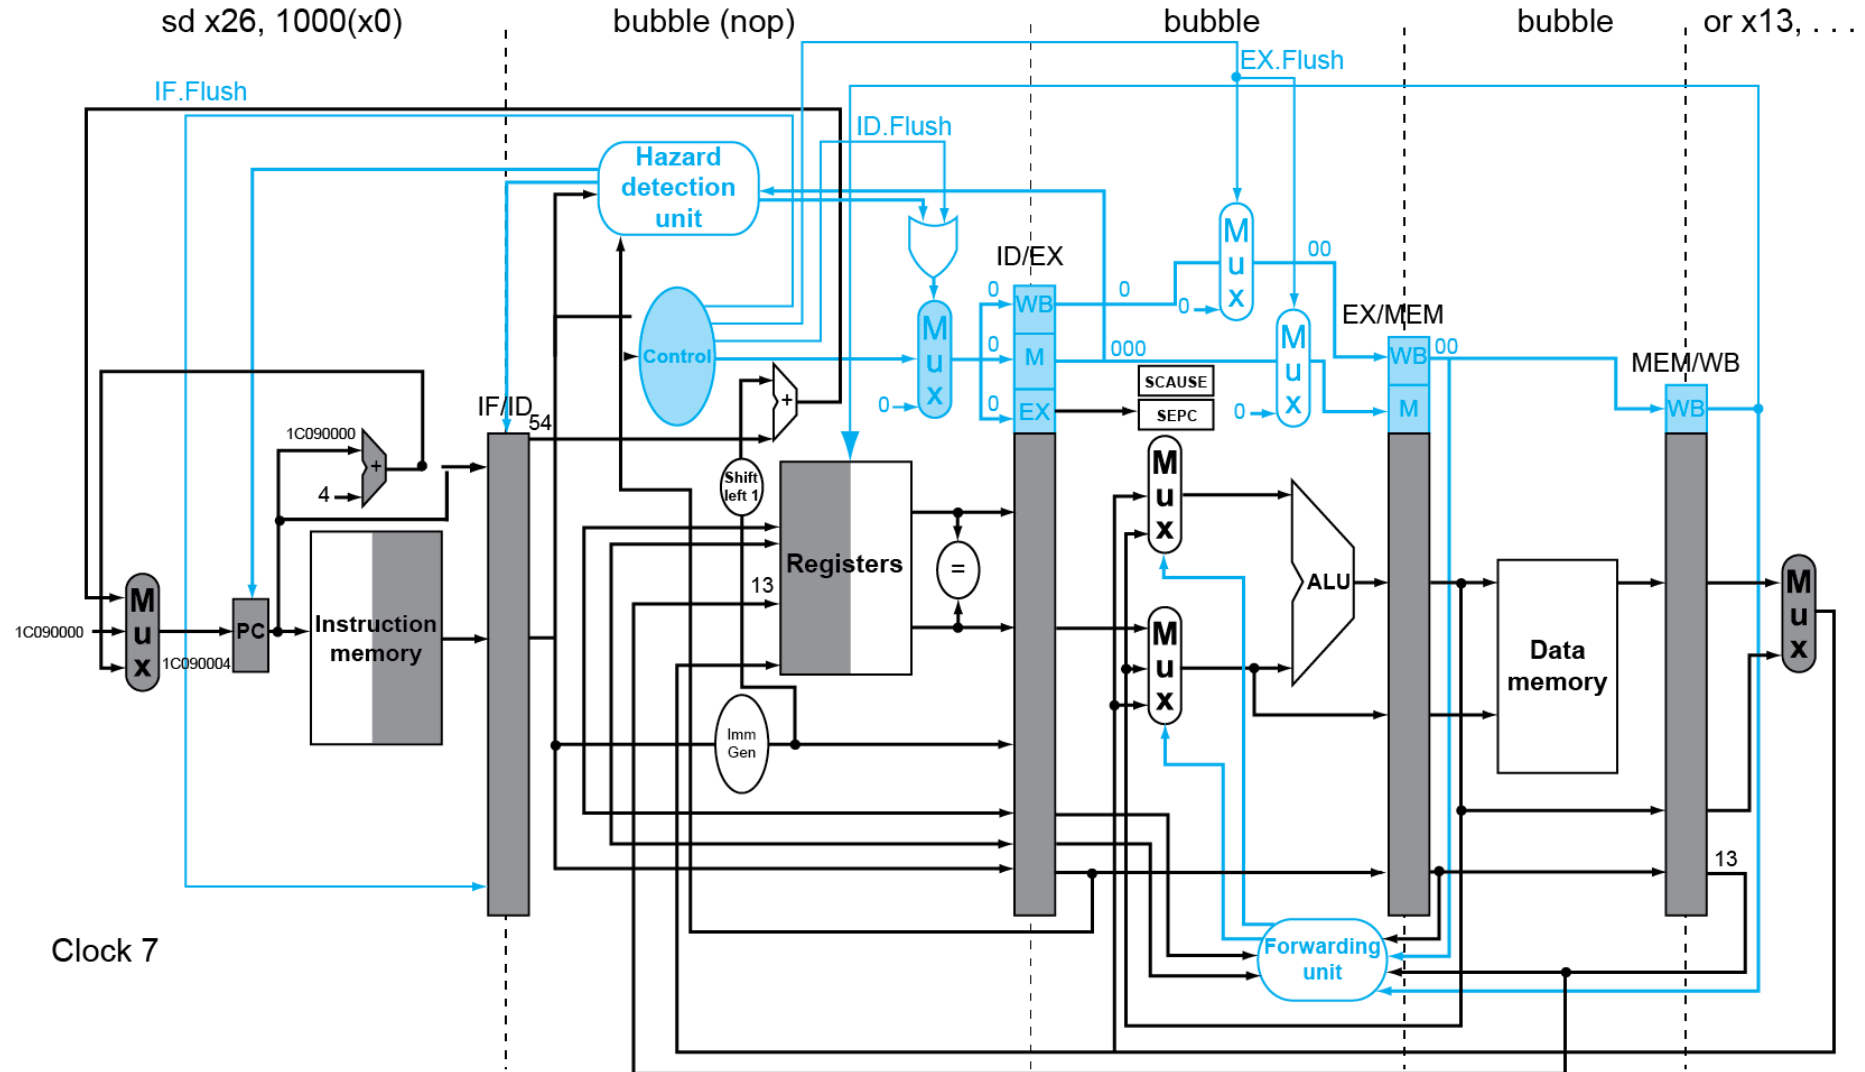 sd x26, 1000(x0)
bubble (nop)
bubble
bubble
or x13, . . .
EX.Flush
IF.Flush
ID.Flush
Hazard
detection
unit
M
u
x
ID/EX
00
0
WB
0
0
EX/MEM
M
u
x
0
M
000
M
u
x
WB
00
MEM/WB
Control
SCAUSE
0
EX
SEPC
0
0
M
WB
IF/ID
54
+
1C090000
+
4
Shift
left 1
M
u
x
Registers
=
ALU
13
M
u
x
1C090000
1C090004
PC
Instruction
memory
M
u
x
Data
memory
M
u
x
Imm
Gen
13
Clock 7
Forwarding
unit